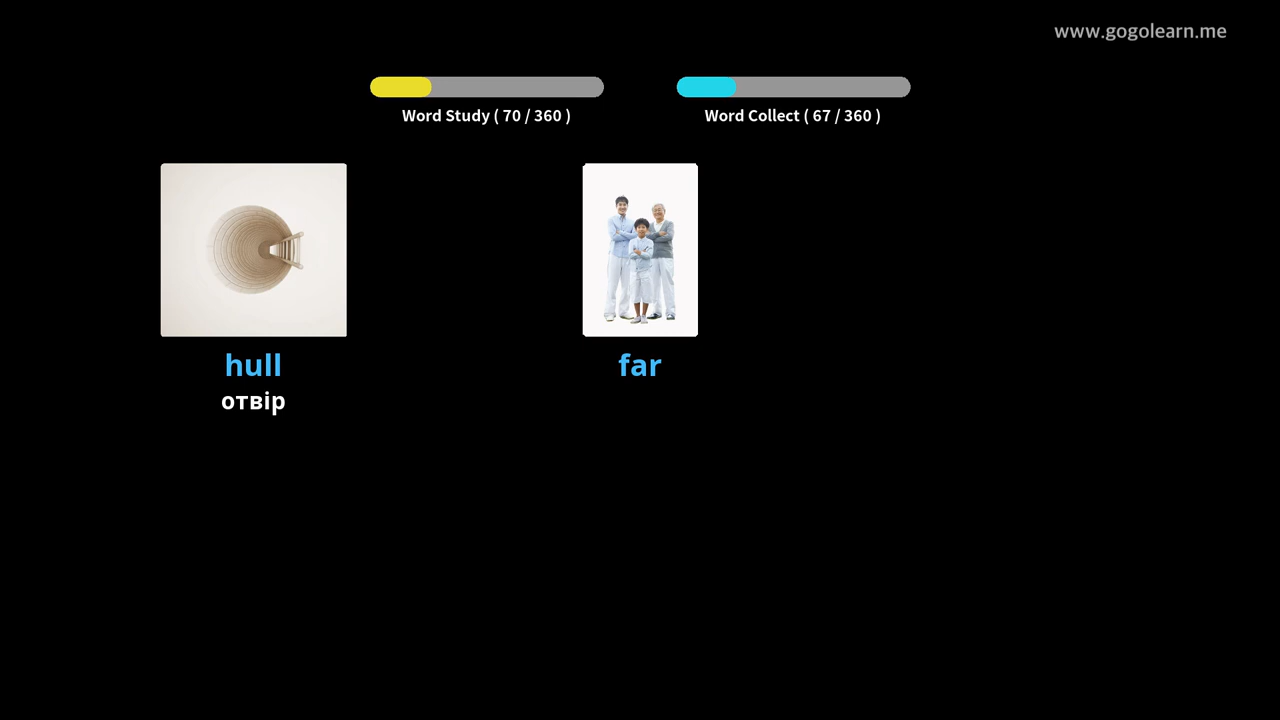 www.gogolearn.me
Word Study ( 70 / 360 )
Word Collect ( 67 / 360 )
hull
отвір
far